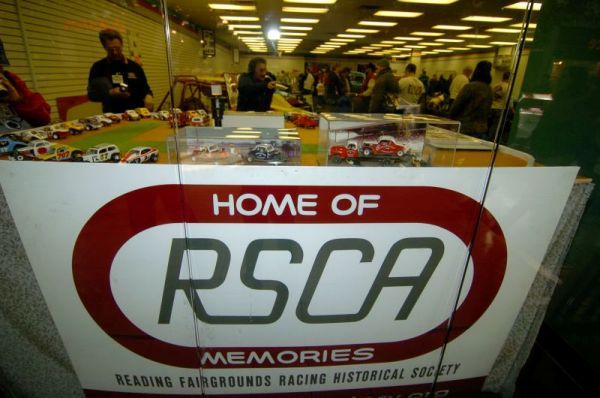 HOME OF
RSCA
MEMORIES
READING FAIRGROUNDS RACING HISTORICAL SOCIETY